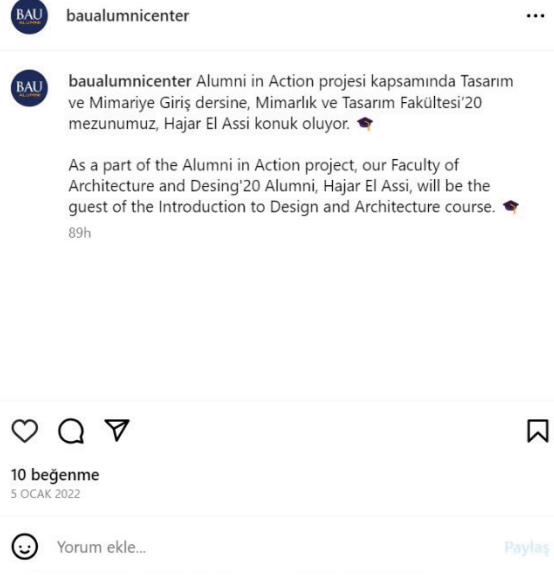 BAU
ALUMNI
baualumnicenter
BAU
ALUMNI
baualumnicenter Alumni in Action projesi kapsamında Tasarım
ve Mimariye Giriş dersine, Mimarlık ve Tasarım Fakültesi’20
mezunumuz, Hajar El Assi konuk oluyor. 🎓
As a part of the Alumni in Action project, our Faculty of
Architecture and Desing'20 Alumni, Hajar El Assi, will be the
guest of the Introduction to Design and Architecture course. 🎓
89h
10 beğenme
5 OCAK 2022
Yorum ekle...
Paylaş